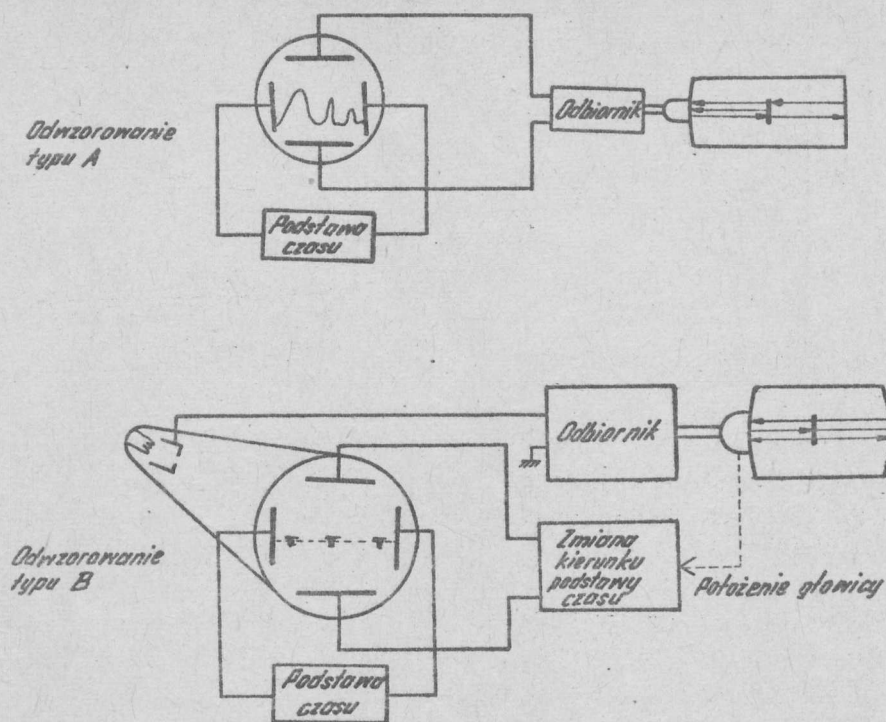 Odwzorowanie
typu A
Odbiornik
Podstawa
czasu
Odbiornik
Odwzorowanie
typu B
Zmiana
kierunku
podstawy
czasu
Położenie głowicy
Podstawa
czasu